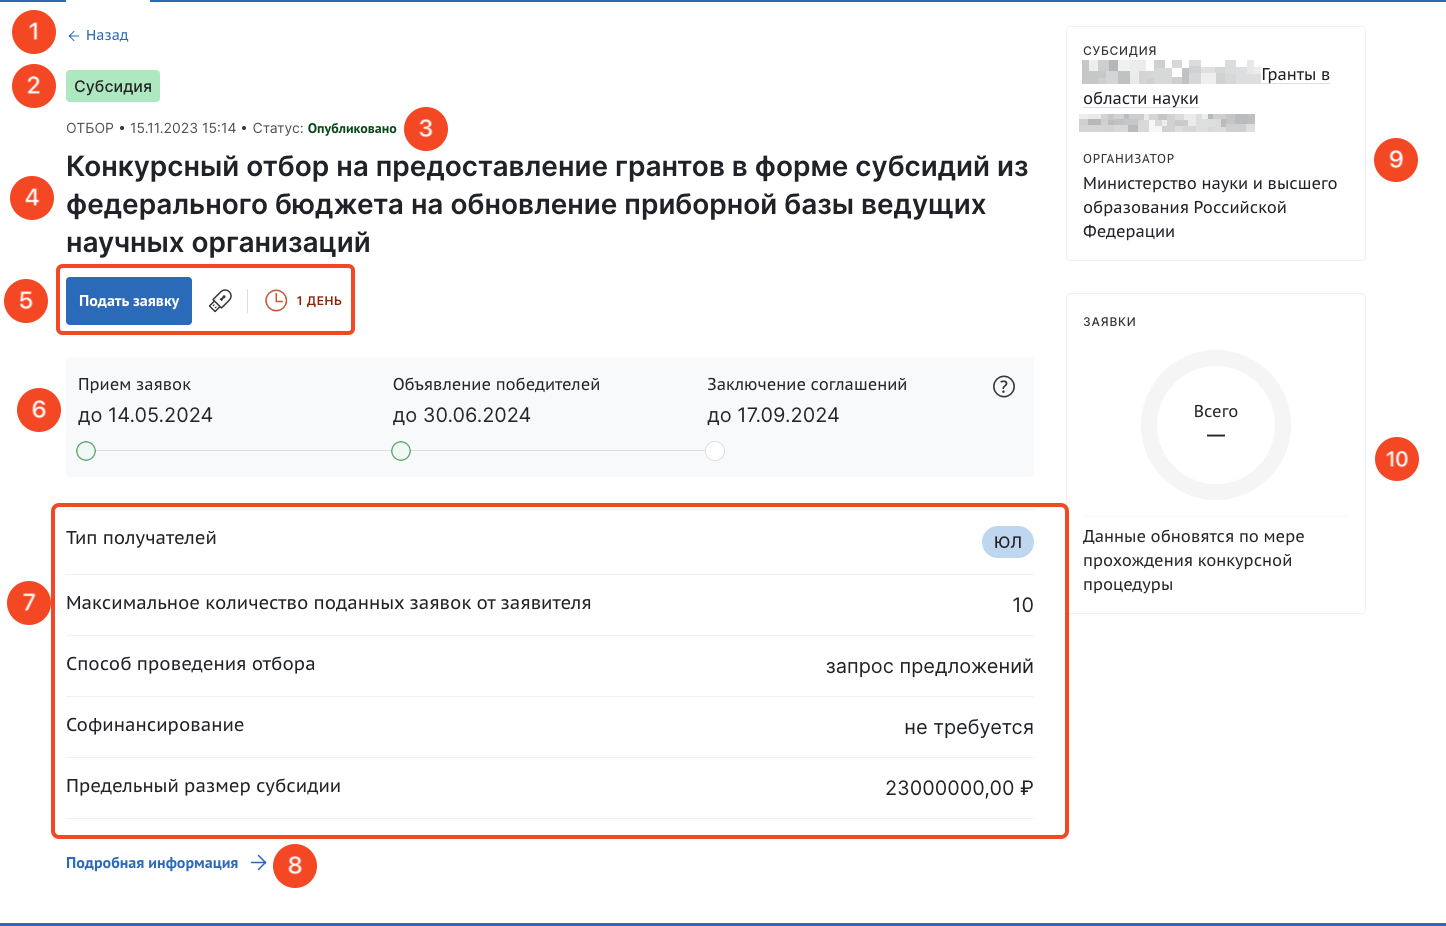 1
← Назад
2
Субсидия
ОТБОР • 15.11.2023 15:14 • Статус: Опубликовано
3
4
Конкурсный отбор на предоставление грантов в форме субсидий из
федерального бюджета на обновление приборной базы ведущих
научных организаций
5
Подать заявку
1 ДЕНЬ
6
Прием заявок
до 14.05.2024
Объявление победителей
до 30.06.2024
Заключение соглашений
до 17.09.2024
?
7
Тип получателей
ЮЛ
Максимальное количество поданных заявок от заявителя
10
Способ проведения отбора
запрос предложений
Софинансирование
не требуется
Предельный размер субсидии
23000000,00 ₽
Подробная информация →
8
СУБСИДИЯ
Гранты в
области науки
ОРГАНИЗАТОР
Министерство науки и высшего
образования Российской
Федерации
9
ЗАЯВКИ
Всего
—
10
Данные обновятся по мере
прохождения конкурсной
процедуры